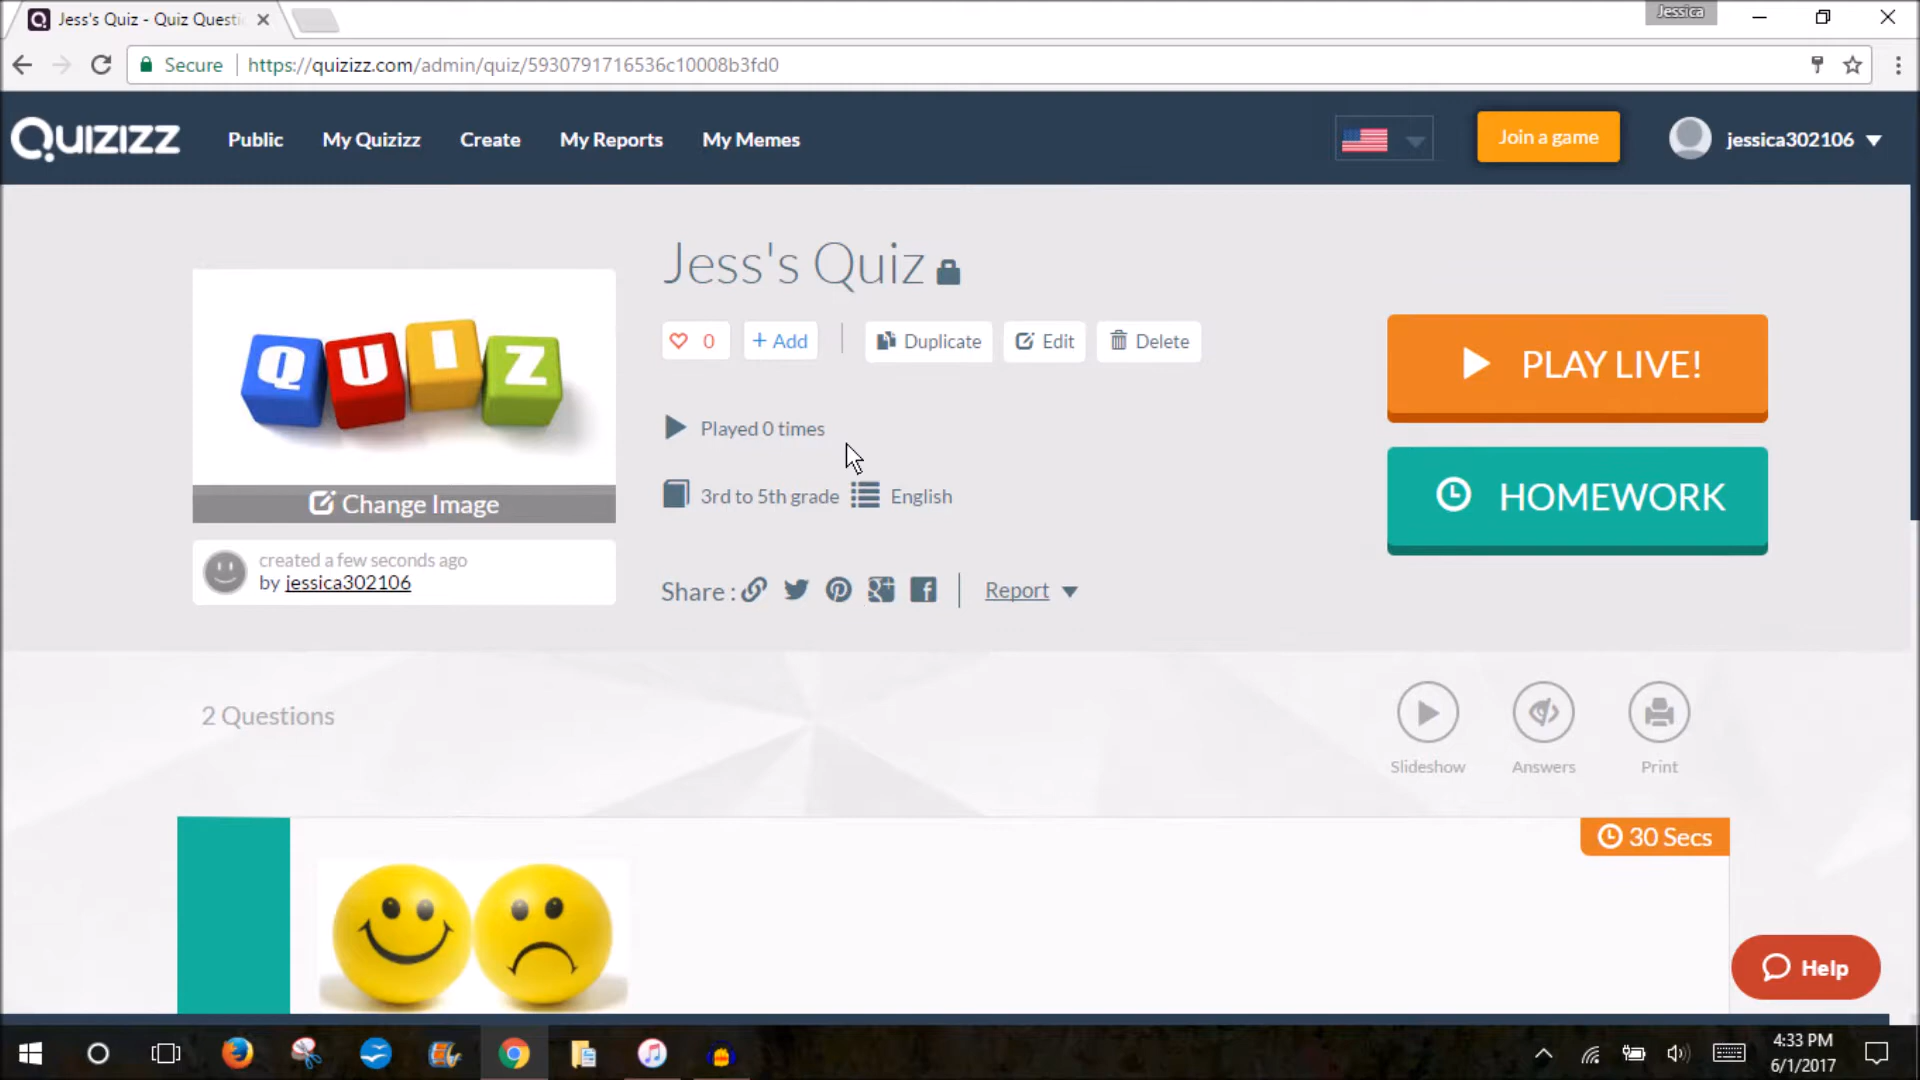 Jess's Quiz - Quiz Questi
Jessica
Secure
https://quizizz.com/admin/quiz/5930791716536c10008b3fd0
QUIZIZZ
Public
My Quizizz
Create
My Reports
My Memes
Join a game
jessica302106
Jess's Quiz
QUIZ
0
+ Add
Duplicate
Edit
Delete
PLAY LIVE!
Played 0 times
3rd to 5th grade
English
HOMEWORK
Change Image
created a few seconds ago
by jessica302106
Share :
Report
2 Questions
Slideshow
Answers
Print
30 Secs
Help
4:33 PM
6/1/2017